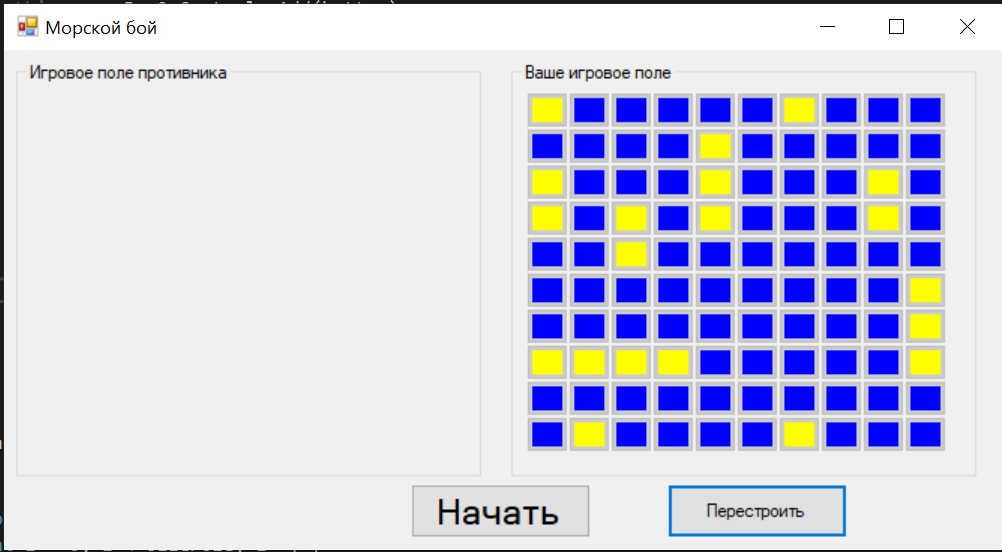 Морской бой
Игровое поле противника
Ваше игровое поле
Начать
Перестроить